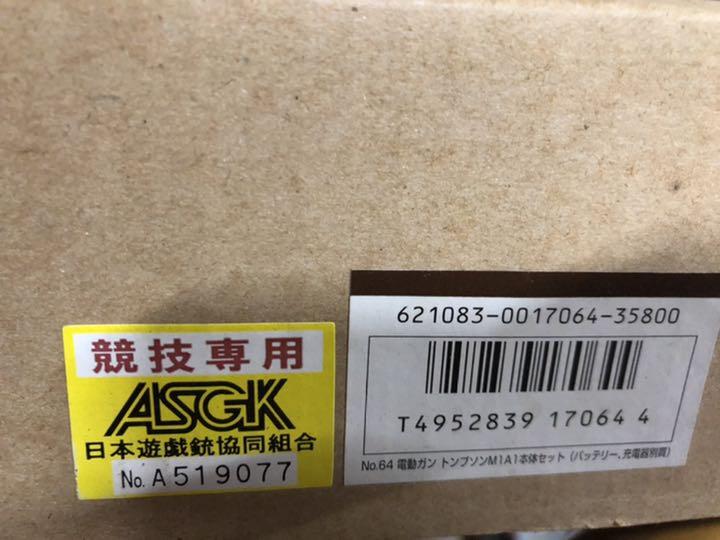 競技専用
ASGK
日本遊戯銃協同組合
No. A 519077
621083-0017064-35800
T4952839 17064 4
No.64 電動ガン トンプソンM1A1本体セット (バッテリー、充電器別買)